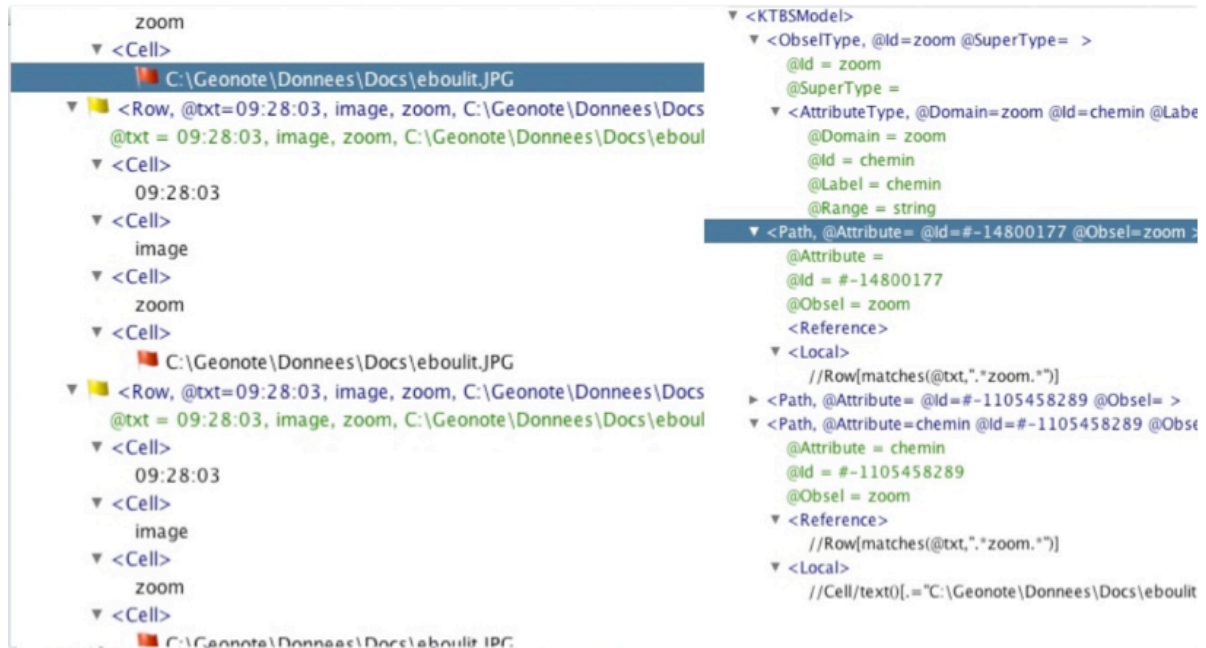 zoom
<Cell>
C:\Geonote\Donnees\Docs\eboulit.JPG
<Row, @txt=09:28:03, image, zoom, C:\Geonote\Donnees\Docs
@txt = 09:28:03, image, zoom, C:\Geonote\Donnees\Docs\eboul
<Cell>
09:28:03
<Cell>
image
<Cell>
zoom
<Cell>
C:\Geonote\Donnees\Docs\eboulit.JPG
<Row, @txt=09:28:03, image, zoom, C:\Geonote\Donnees\Docs
@txt = 09:28:03, image, zoom, C:\Geonote\Donnees\Docs\eboul
<Cell>
09:28:03
<Cell>
image
<Cell>
zoom
<Cell>
C:\Geonote\Donnees\Docs\eboulit.JPG
<KTBSModel>
<ObselType, @Id=zoom @SuperType= >
@Id = zoom
@SuperType =
<AttributeType, @Domain=zoom @Id=chemin @Labe
@Domain = zoom
@Id = chemin
@Label = chemin
@Range = string
<Path, @Attribute= @Id=#-14800177 @Obsel=zoom >
@Attribute =
@Id = #-14800177
@Obsel = zoom
<Reference>
<Local>
//Row[matches(@txt,".*zoom.*")]
<Path, @Attribute= @Id=#-1105458289 @Obsel= >
<Path, @Attribute=chemin @Id=#-1105458289 @Obse
@Attribute = chemin
@Id = #-1105458289
@Obsel = zoom
<Reference>
//Row[matches(@txt,".*zoom.*")]
<Local>
//Cell/text()[.="C:\Geonote\Donnees\Docs\eboulit